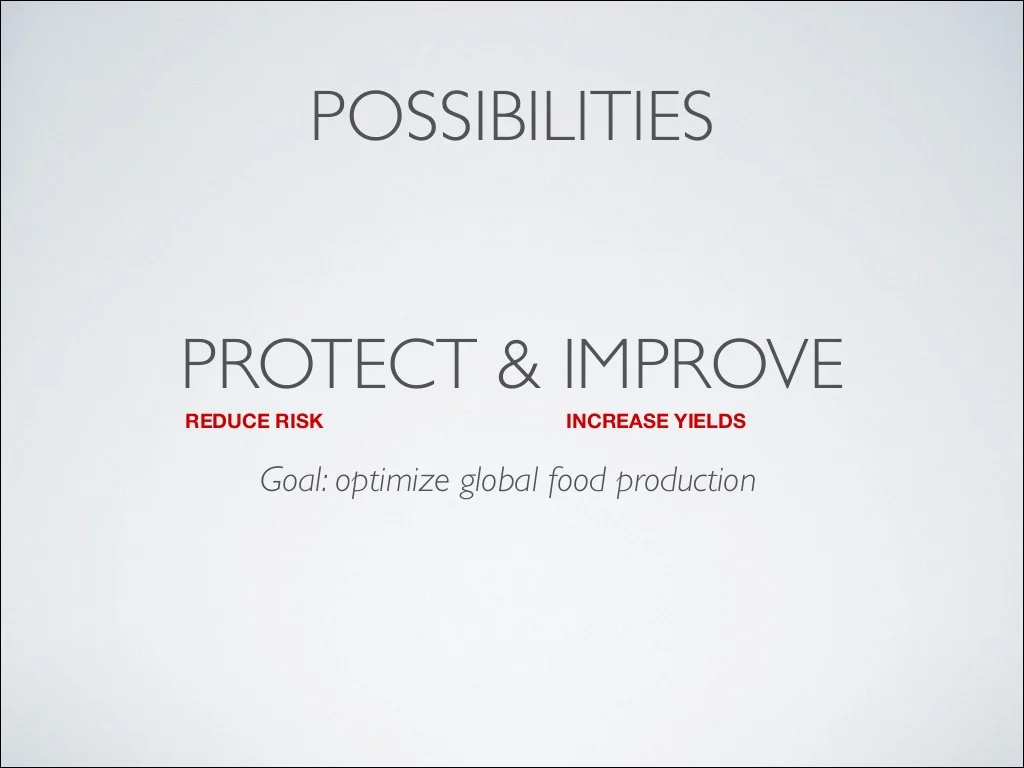 POSSIBILITIES
PROTECT & IMPROVE
REDUCE RISK INCREASE YIELDS
Goal: optimize global food production